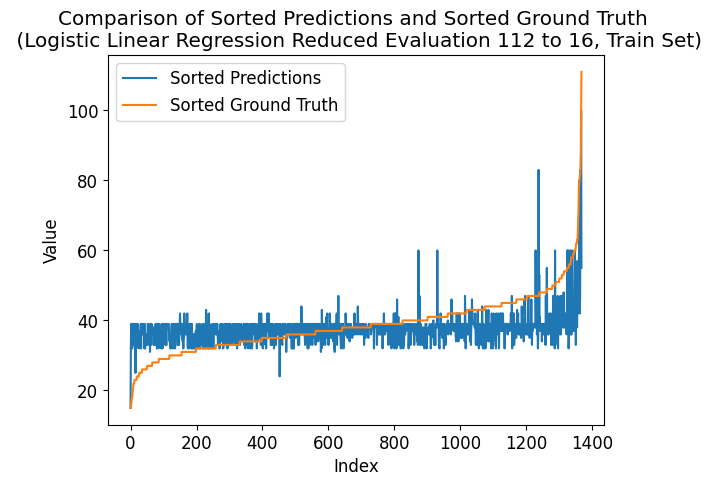 Comparison of Sorted Predictions and Sorted Ground Truth
(Logistic Linear Regression Reduced Evaluation 112 to 16, Train Set)
Sorted Predictions
Sorted Ground Truth
Value
100
80
60
40
20
0 200 400 600 800 1000 1200 1400
Index